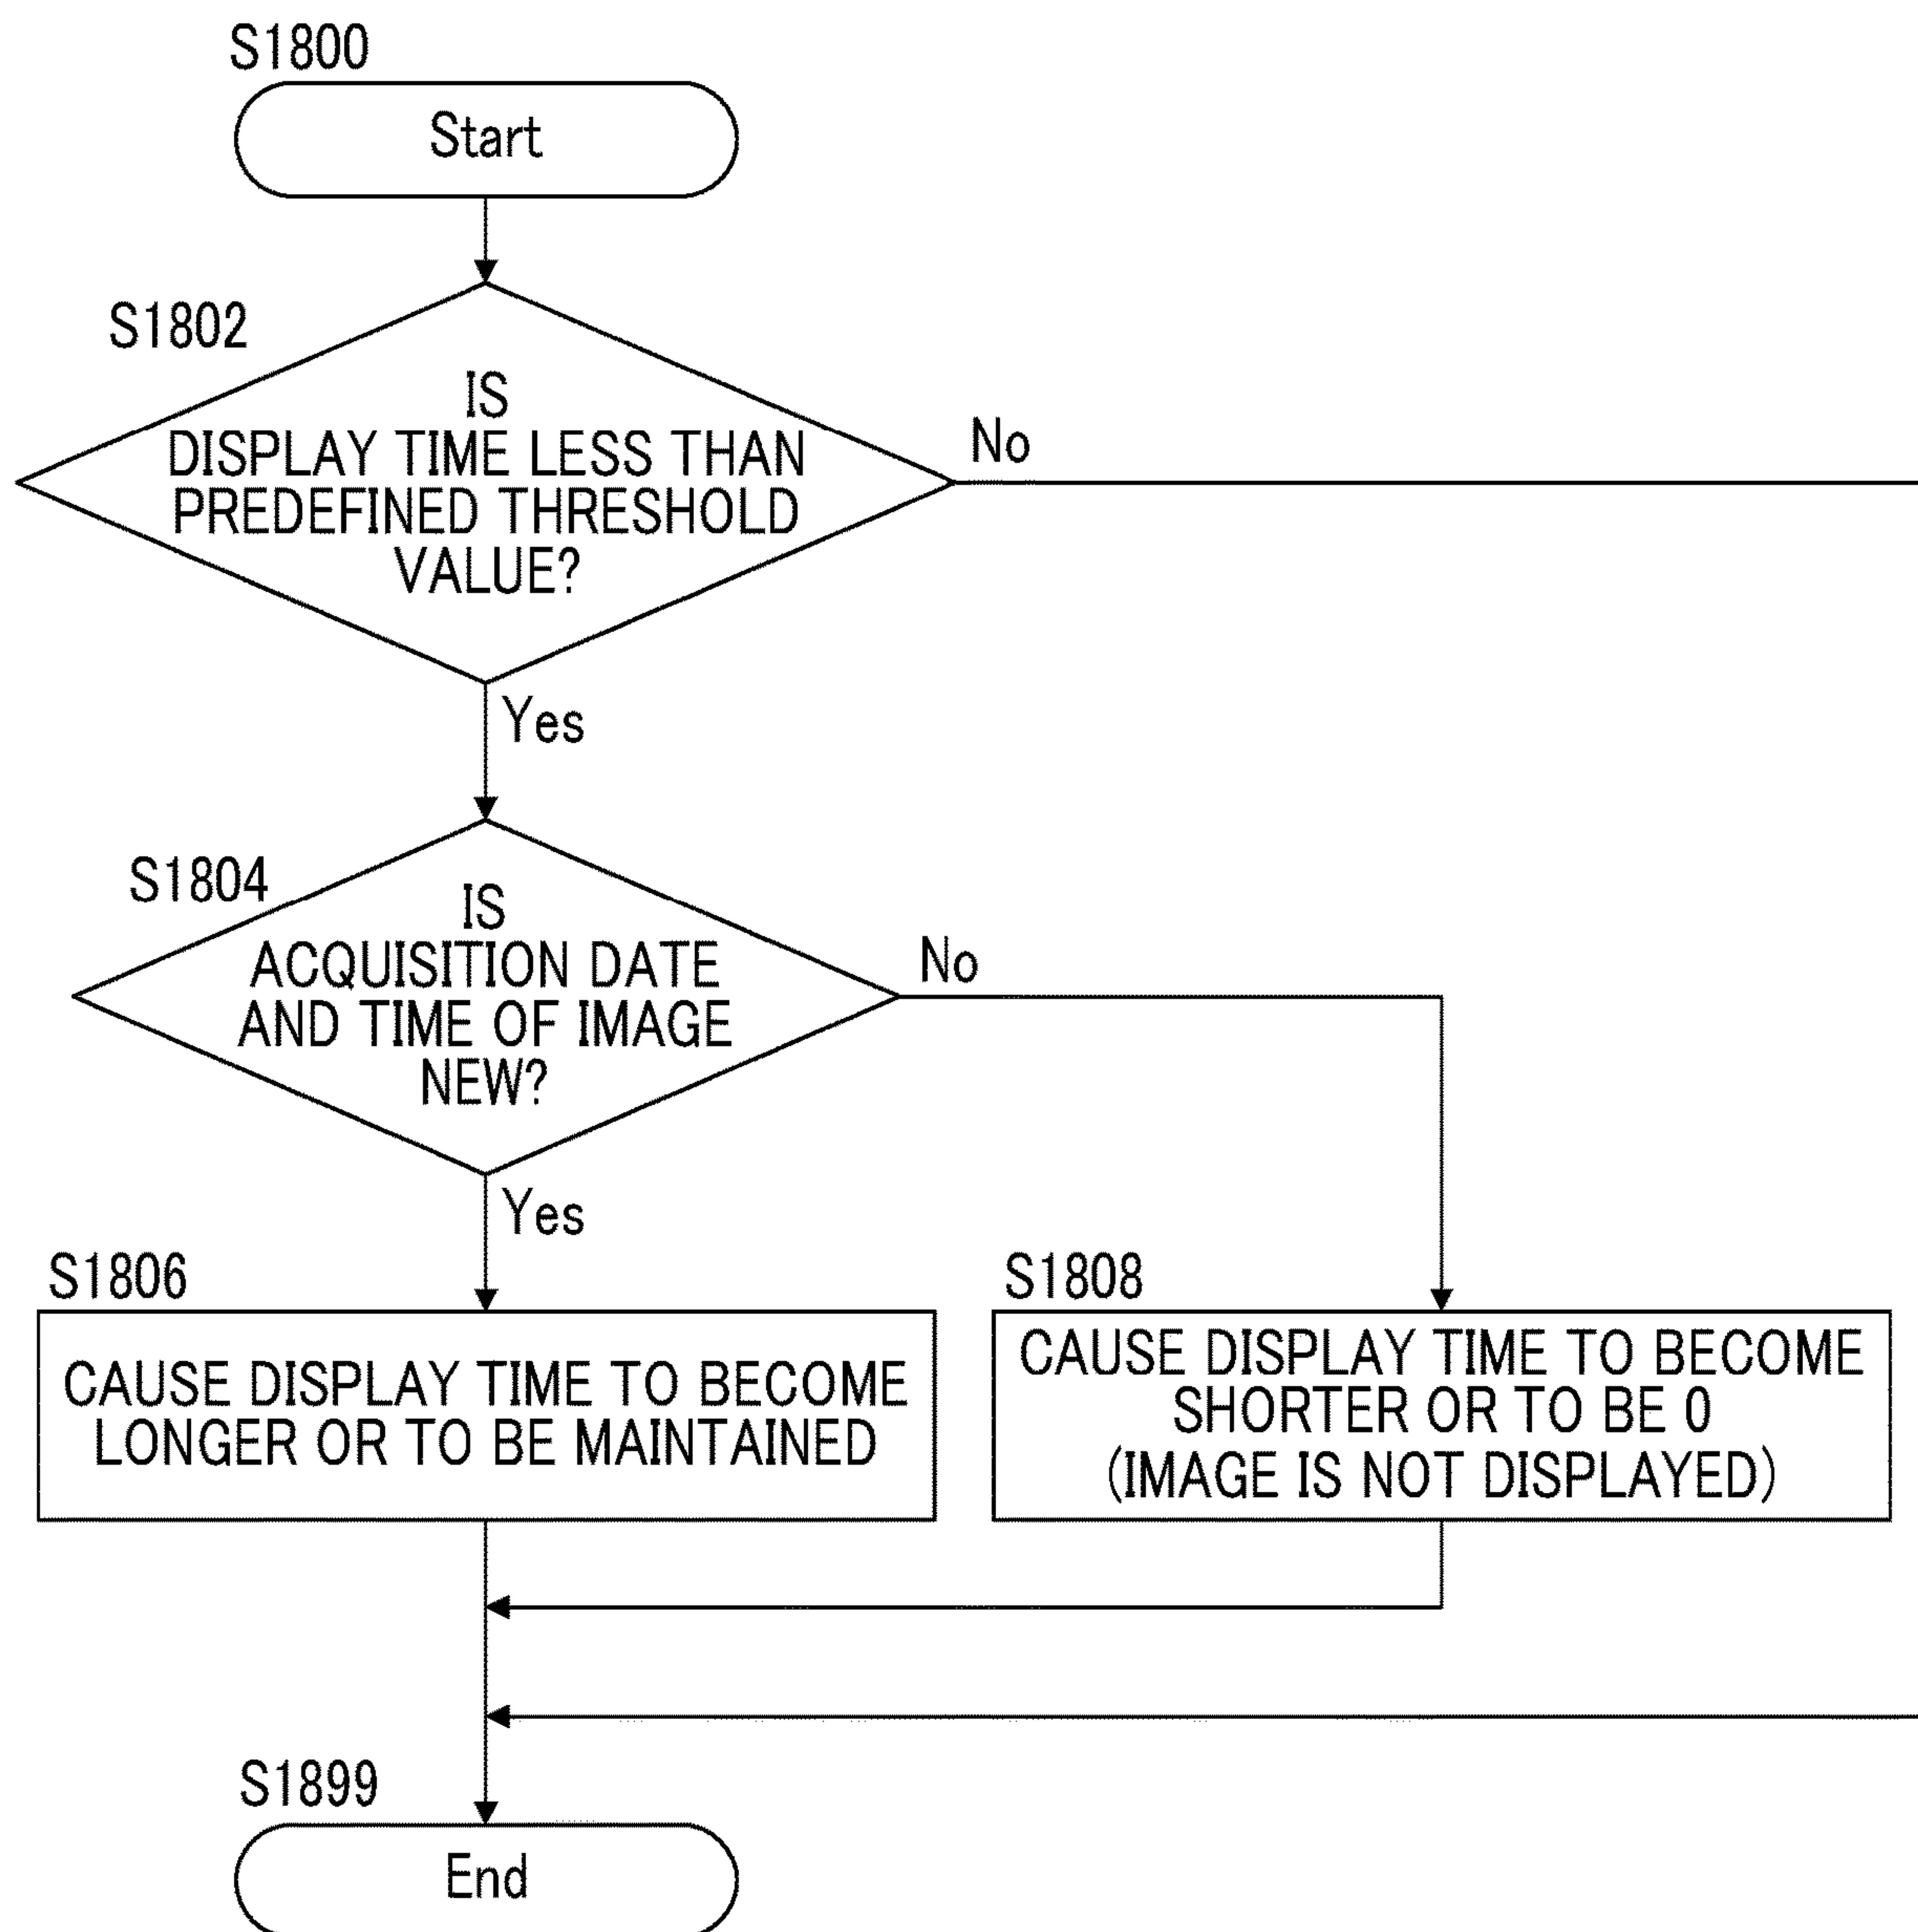 S1800
Start
S1802
IS
DISPLAY TIME LESS THAN
PREDEFINED THRESHOLD
VALUE?
No
Yes
S1804
IS
ACQUISITION DATE
AND TIME OF IMAGE
NEW?
No
Yes
S1806
CAUSE DISPLAY TIME TO BECOME
LONGER OR TO BE MAINTAINED
S1808
CAUSE DISPLAY TIME TO BECOME
SHORTER OR TO BE 0
(IMAGE IS NOT DISPLAYED)
S1899
End